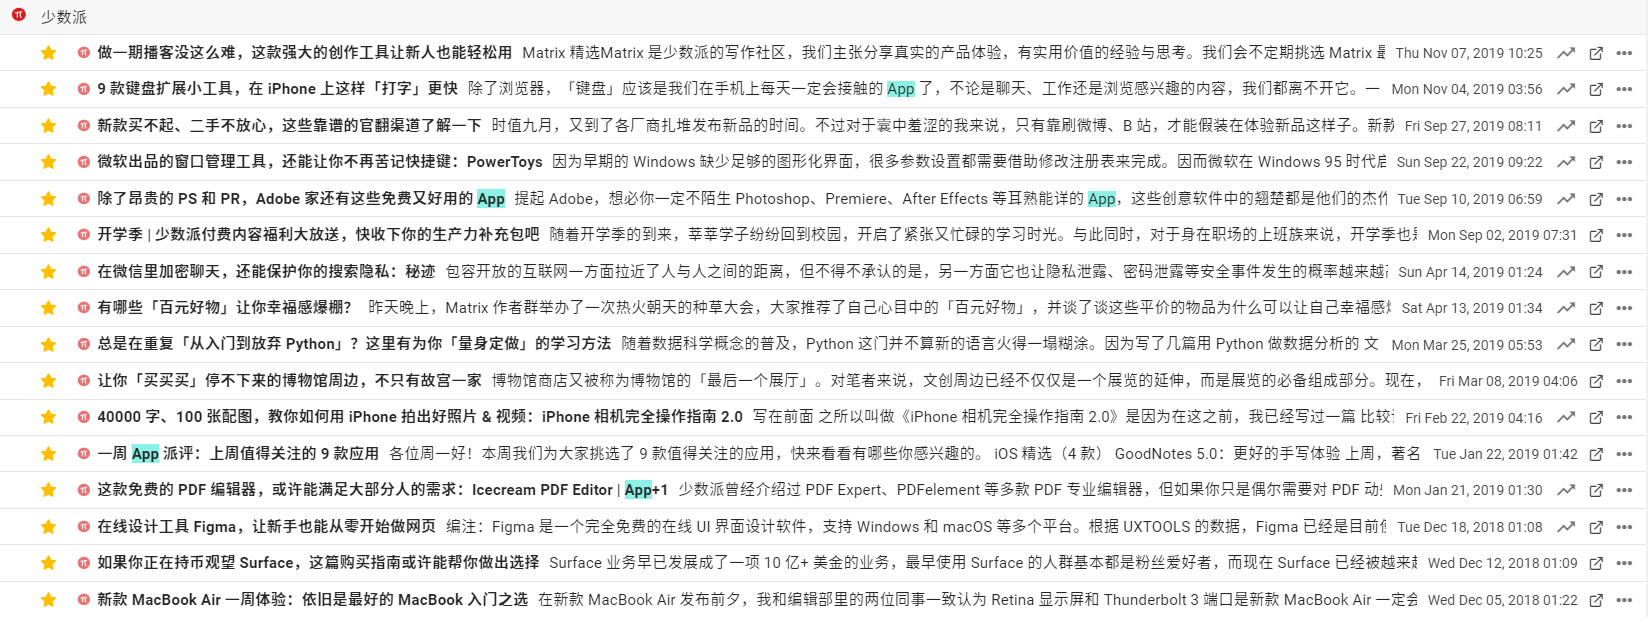 少数派
做一期播客没这么难，这款强大的创作工具让新人也能轻松用 Matrix 精选Matrix 是少数派的写作社区，我们主张分享真实的产品体验，有实用价值的经验与思考。我们会不定期挑选 Matrix 最 Thu Nov 07, 2019 10:25
9 款键盘扩展小工具，在 iPhone 上这样「打字」更快 除了浏览器，「键盘」应该是我们在手机上每天一定会接触的 App 了，不论是聊天、工作还是浏览感兴趣的内容，我们都离不开它。一 Mon Nov 04, 2019 03:56
新款买不起、二手不放心，这些靠谱的官翻渠道了解一下 时值九月，又到了各厂商扎堆发布新品的时间。不过对于囊中羞涩的我来说，只有靠刷微博、B 站，才能假装在体验新品这样子。新款 Fri Sep 27, 2019 08:11
微软出品的窗口管理工具，还能让你不再苦记快捷键：PowerToys 因为早期的 Windows 缺少足够的图形化界面，很多参数设置都需要借助修改注册表来完成。因而微软在 Windows 95 时代启 Sun Sep 22, 2019 09:22
除了昂贵的 PS 和 PR，Adobe 家还有这些免费又好用的 App 提起 Adobe，想必你一定不陌生 Photoshop、Premiere、After Effects 等耳熟能详的 App，这些创意软件中的翘楚都是他们的杰作 Tue Sep 10, 2019 06:59
开学季 | 少数派付费内容福利大放送，快收下你的生产力补充包吧 随着开学季的到来，莘莘学子纷纷回到校园，开启了紧张又忙碌的学习时光。与此同时，对于身在职场的上班族来说，开学季也是 Mon Sep 02, 2019 07:31
在微信里加密聊天，还能保护你的搜索隐私：秘迹 包容开放的互联网一方面拉近了人与人之间的距离，但不得不承认的是，另一方面它也让隐私泄露、密码泄露等安全事件发生的概率越来越高 Sun Apr 14, 2019 01:24
有哪些「百元好物」让你幸福感爆棚？ 昨天晚上，Matrix 作者群举办了一次热火朝天的种草大会，大家推荐了自己心目中的「百元好物」，并谈了谈这些平价的物品为什么可以让自己幸福感爆 Sat Apr 13, 2019 01:34
总是在重复「从入门到放弃 Python」？这里有为你「量身定做」的学习方法 随着数据科学概念的普及，Python 这门并不算新的语言火得一塌糊涂。因为写了几篇用 Python 做数据分析的 文 Mon Mar 25, 2019 05:53
让你「买买买」停不下来的博物馆周边，不只有故宫一家 博物馆商店又被称为博物馆的「最后一个展厅」。对笔者来说，文创周边已经不仅仅是一个展览的延伸，而是展览的必备组成部分。现在， Fri Mar 08, 2019 04:06
40000 字、100 张配图，教你如何用 iPhone 拍出好照片 & 视频：iPhone 相机完全操作指南 2.0 写在前面 之所以叫做《iPhone 相机完全操作指南 2.0》是因为在这之前，我已经写过一篇 比较详 Fri Feb 22, 2019 04:16
一周 App 派评：上周值得关注的 9 款应用 各位周一好！本周我们为大家挑选了 9 款值得关注的应用，快来看看有哪些你感兴趣的。 iOS 精选（4 款） GoodNotes 5.0：更好的手写体验 上周，著名 Tue Jan 22, 2019 01:42
这款免费的 PDF 编辑器，或许能满足大部分人的需求：Icecream PDF Editor | App+1 少数派曾经介绍过 PDF Expert、PDFelement 等多款 PDF 专业编辑器，但如果你只是偶尔需要对 PDF 动些 Mon Jan 21, 2019 01:30
在线设计工具 Figma，让新手也能从零开始做网页 编注：Figma 是一个完全免费的在线 UI 界面设计软件，支持 Windows 和 macOS 等多个平台。根据 UXTOOLS 的数据，Figma 已经是目前 Tue Dec 18, 2018 01:08
如果你正在持币观望 Surface，这篇购买指南或许能帮你做出选择 Surface 业务早已发展成了一项 10 亿+ 美金的业务，最早使用 Surface 的人群基本都是粉丝爱好者，而现在 Surface 已经被越来越 Wed Dec 12, 2018 01:09
新款 MacBook Air 一周体验：依旧是最好的 MacBook 入门之选 在新款 MacBook Air 发布前夕，我和编辑部里的两位同事一致认为 Retina 显示屏和 Thunderbolt 3 端口是新款 MacBook Air 一定会 Wed Dec 05, 2018 01:22